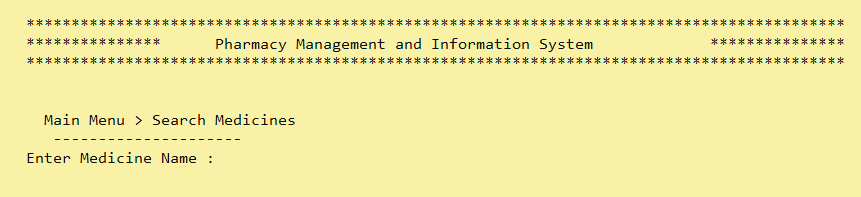 *******************************************************************************************
***************      Pharmacy Management and Information System             ***************
*******************************************************************************************
Main Menu > Search Medicines
---------------------
Enter Medicine Name :